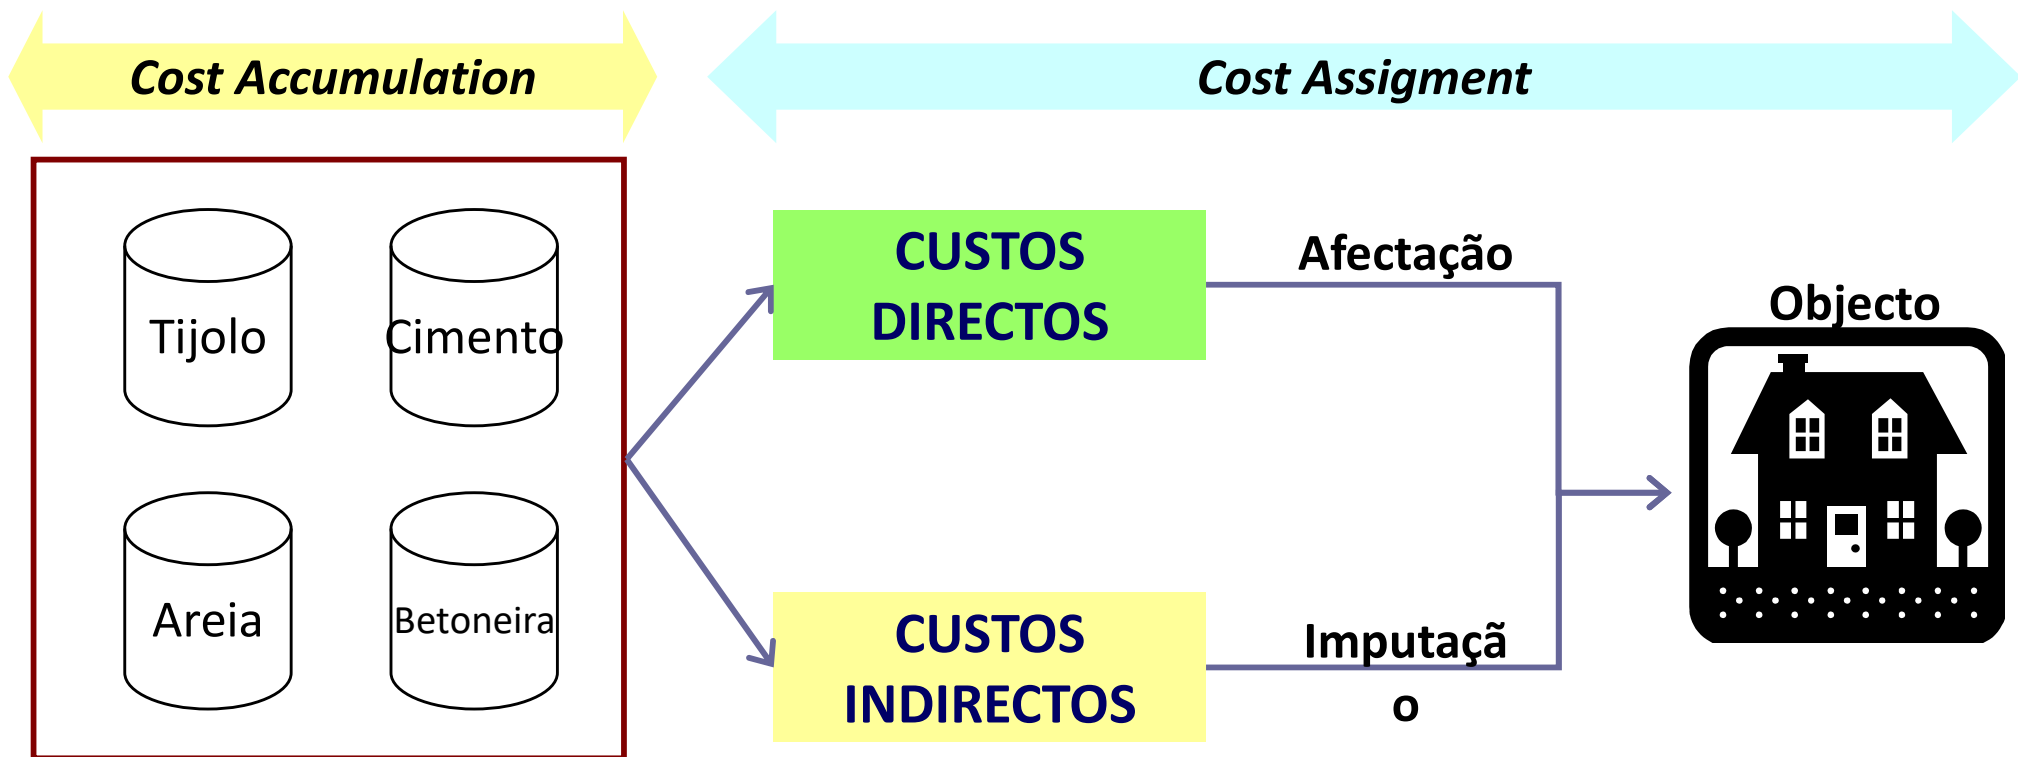 Cost Accumulation
Cost Assigment
Tijolo
Cimento
Areia
Betoneira
CUSTOS
DIRECTOS
CUSTOS
INDIRECTOS
Afectação
Imputaçã
o
Objecto